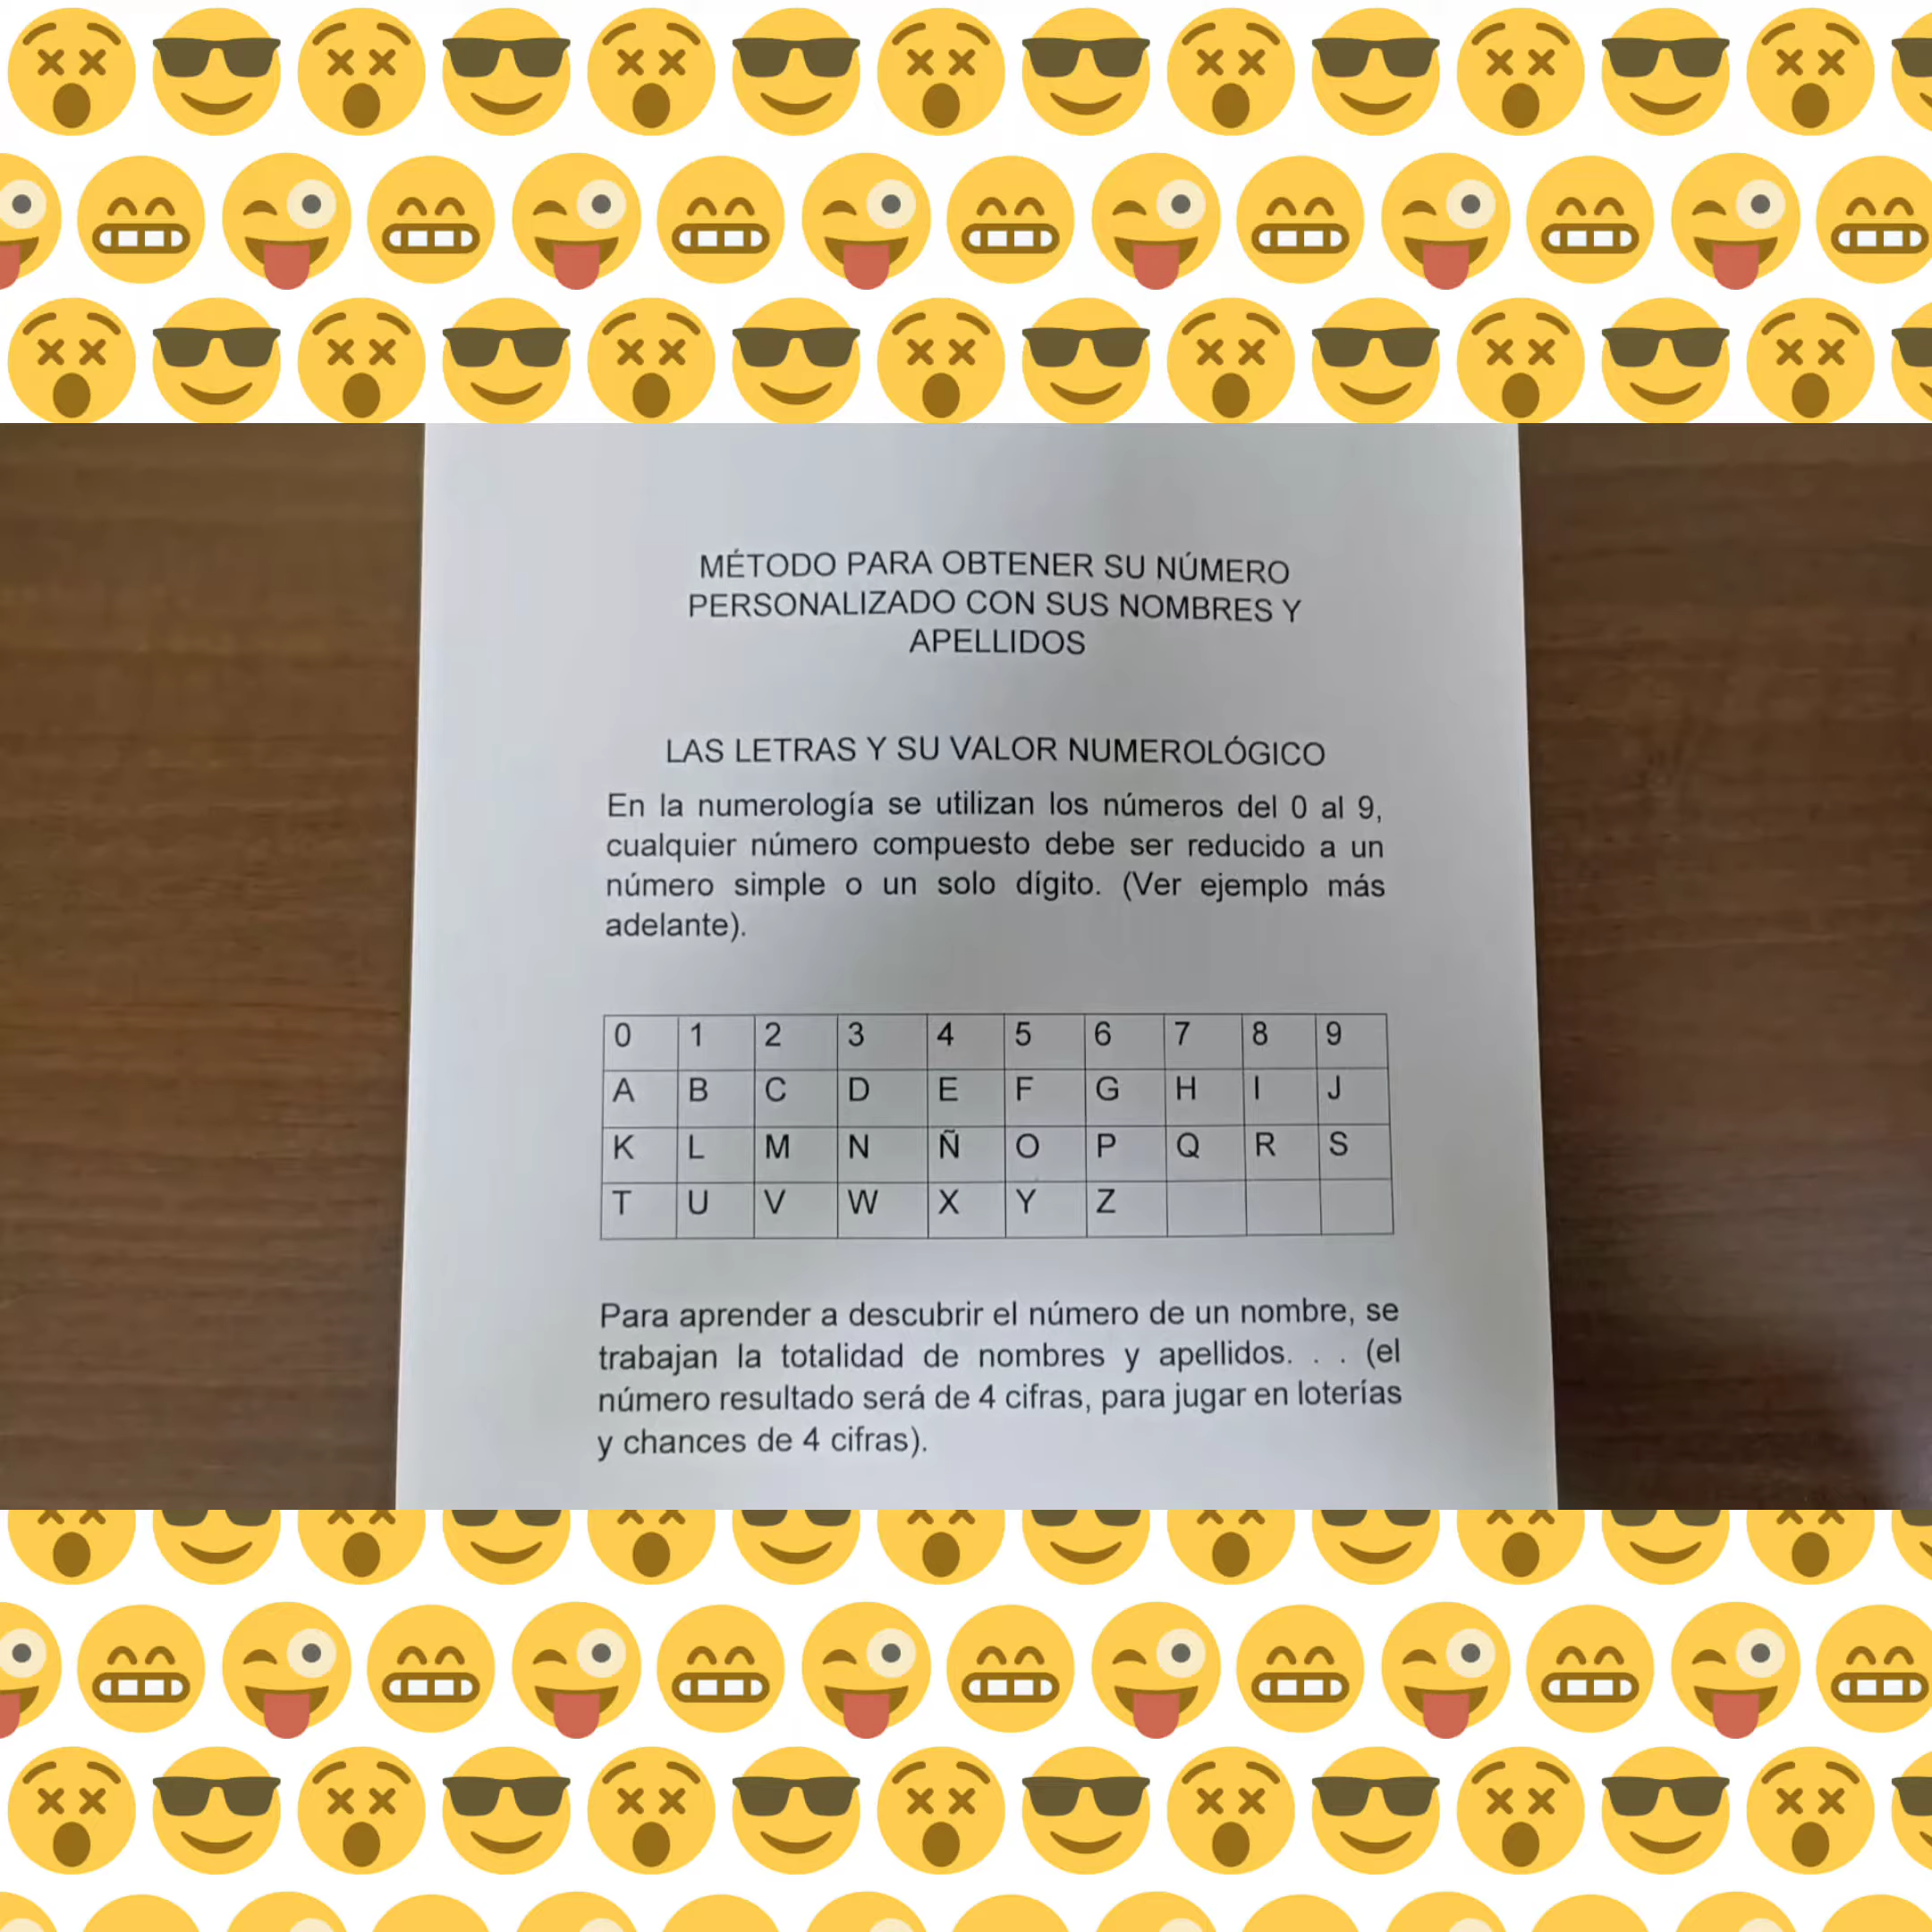 MÉTODO PARA OBTENER SU NÚMERO
PERSONALIZADO CON SUS NOMBRES Y
APELLIDOS
LAS LETRAS Y SU VALOR NUMEROLÓGICO
En la numerología se utilizan los números del 0 al 9,
cualquier número compuesto debe ser reducido a un
número simple o un solo dígito. (Ver ejemplo más
adelante).
0 1 2 3 4 5 6 7 8 9
A B C D E F G H I J
K L M N Ñ O P Q R S
T U V W X Y Z
Para aprender a descubrir el número de un nombre, se
trabajan la totalidad de nombres y apellidos. . . (el
número resultado será de 4 cifras, para jugar en loterías
y chances de 4 cifras).